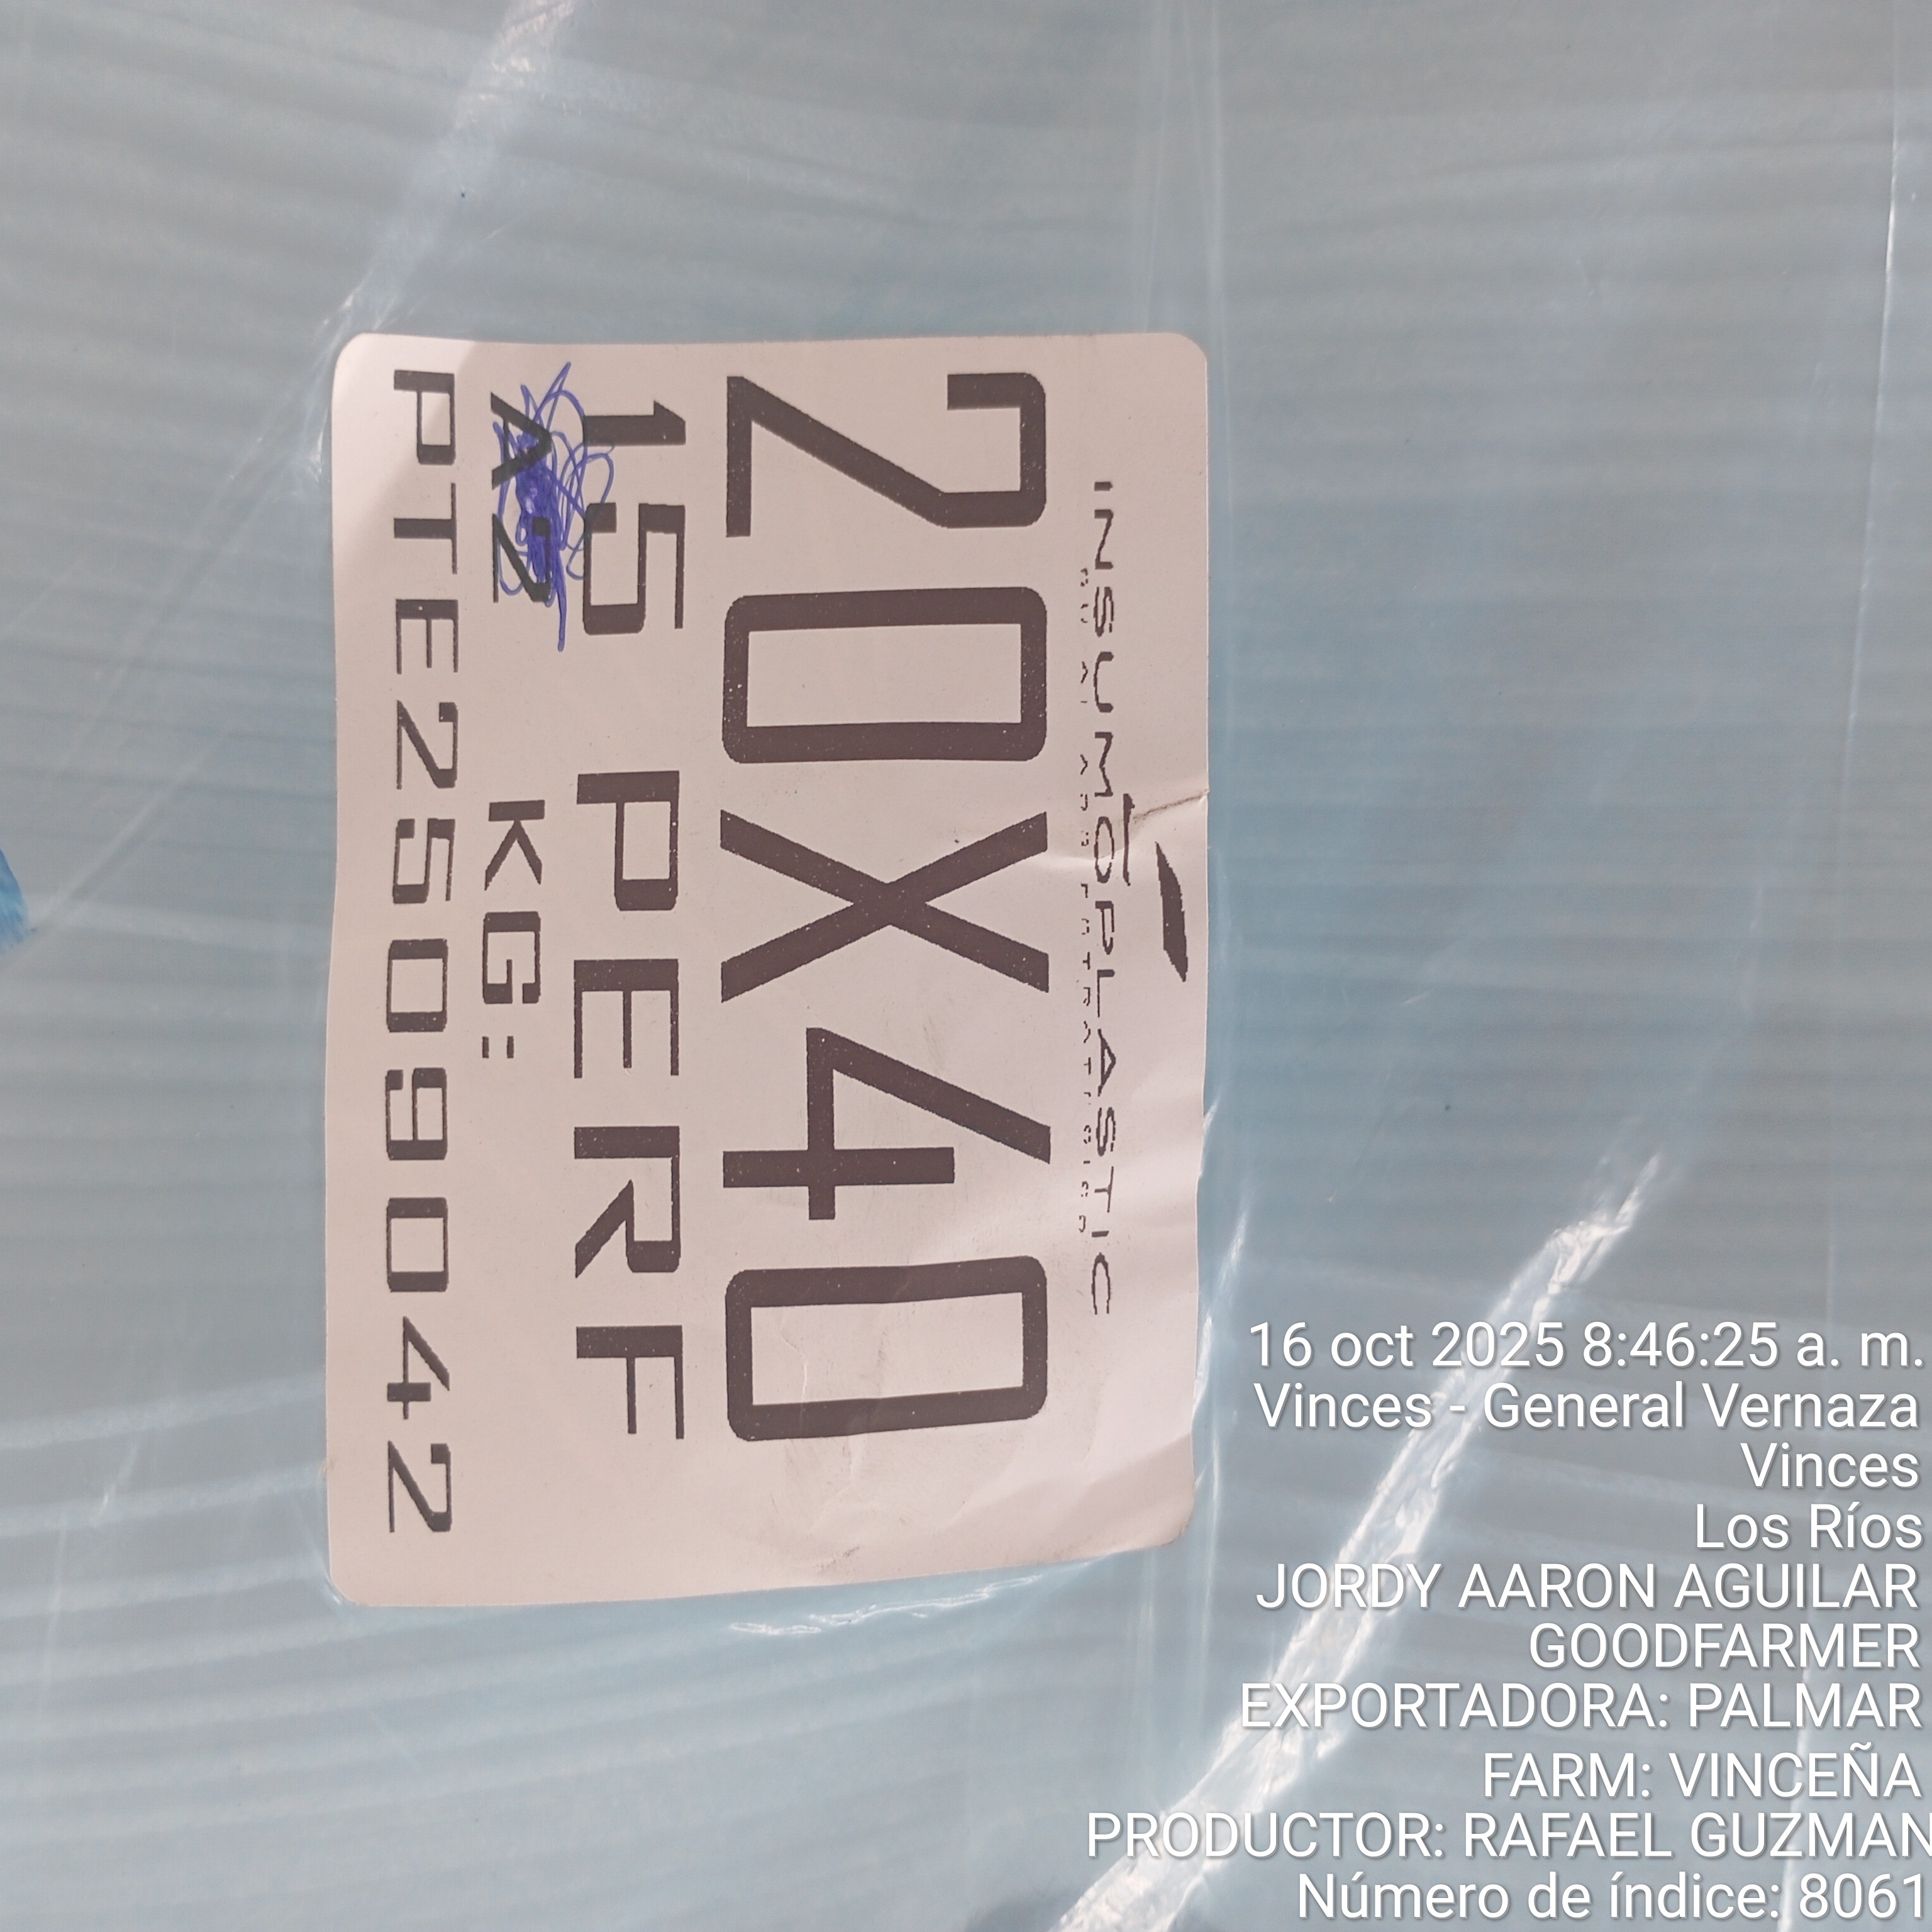 INSUMOPLASTIC
20X40
15 PERF
A2
KG:
PTE2509042
16 oct 2025 8:46:25 a. m.
Vinces - General Vernaza
Vinces
Los Ríos
JORDY AARON AGUILAR
GOODFARMER
EXPORTADORA: PALMAR
FARM: VINCEÑA
PRODUCTOR: RAFAEL GUZMAN
Número de índice: 8061